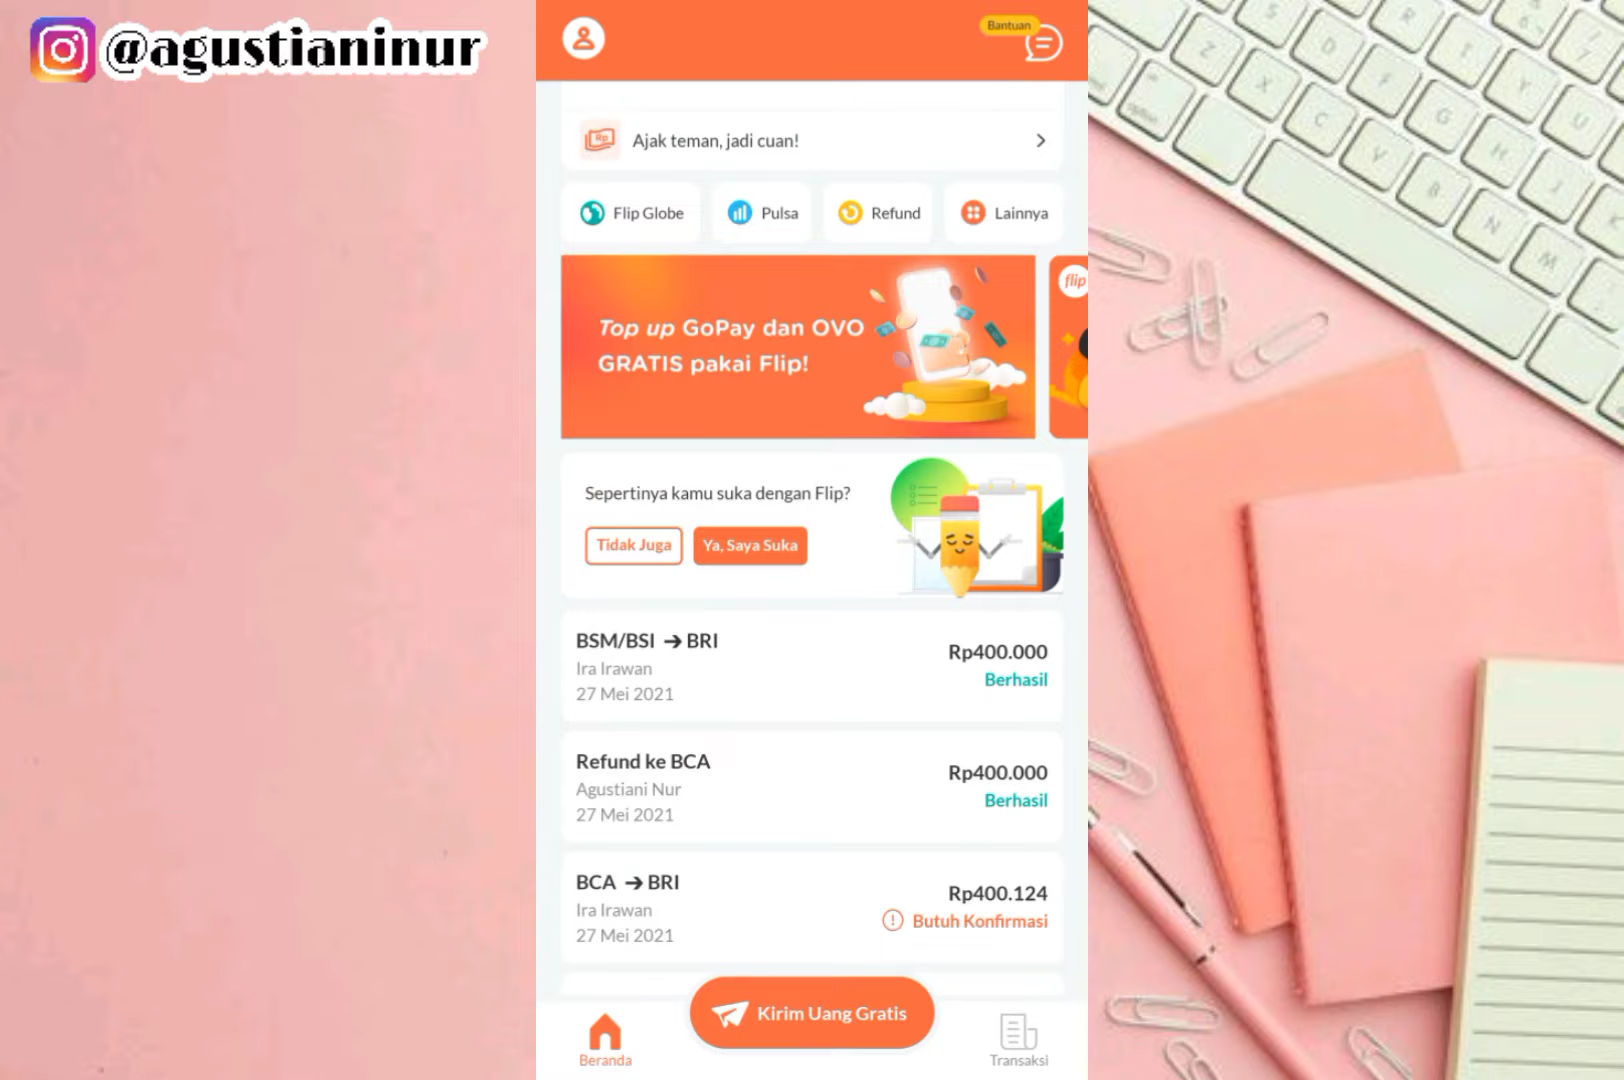 @agustianinur
Bantuan
Ajak teman, jadi cuan!
Flip Globe
Pulsa
Refund
Lainnya
Top up GoPay dan OVO
GRATIS pakai Flip!
flip
Sepertinya kamu suka dengan Flip?
Tidak Juga
Ya, Saya Suka
BSM/BSI → BRI
Ira Irawan
27 Mei 2021
Rp400.000
Berhasil
Refund ke BCA
Agustiani Nur
27 Mei 2021
Rp400.000
Berhasil
BCA → BRI
Ira Irawan
27 Mei 2021
Rp400.124
Butuh Konfirmasi
Kirim Uang Gratis
Beranda
Transaksi